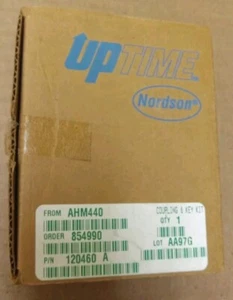 UPTIME
Nordson®
FROM AHM440
COUPLING & KEY KIT
QTY 1
ORDER 854990
LOT AA97G
P/N 120460 A